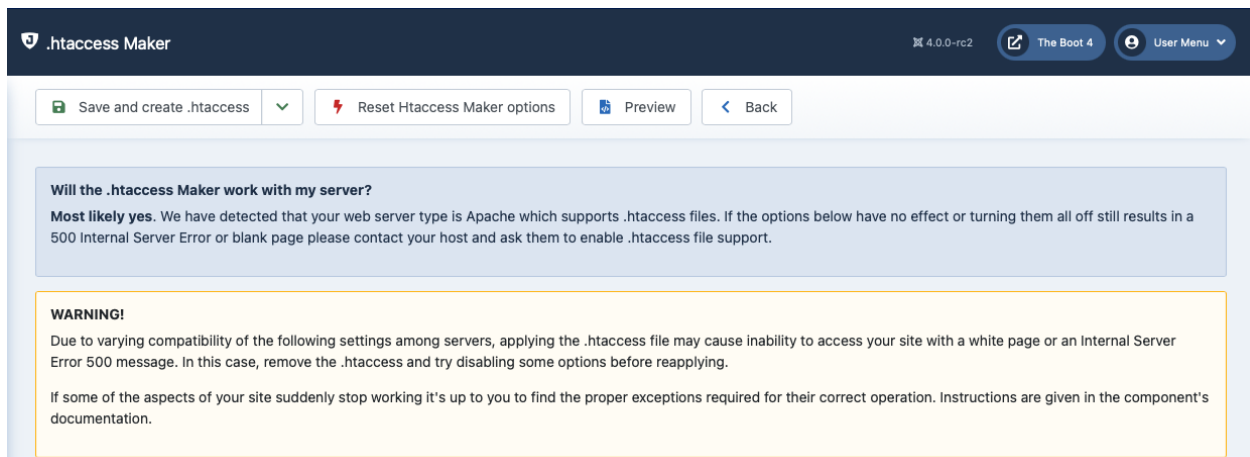 .htaccess Maker
4.0.0-rc2
The Boot 4
User Menu
Save and create .htaccess
Reset Htaccess Maker options
Preview
Back
Will the .htaccess Maker work with my server?
Most likely yes. We have detected that your web server type is Apache which supports .htaccess files. If the options below have no effect or turning them all off still results in a
500 Internal Server Error or blank page please contact your host and ask them to enable .htaccess file support.
WARNING!
Due to varying compatibility of the following settings among servers, applying the .htaccess file may cause inability to access your site with a white page or an Internal Server
Error 500 message. In this case, remove the .htaccess and try disabling some options before reapplying.
If some of the aspects of your site suddenly stop working it's up to you to find the proper exceptions required for their correct operation. Instructions are given in the component's
documentation.